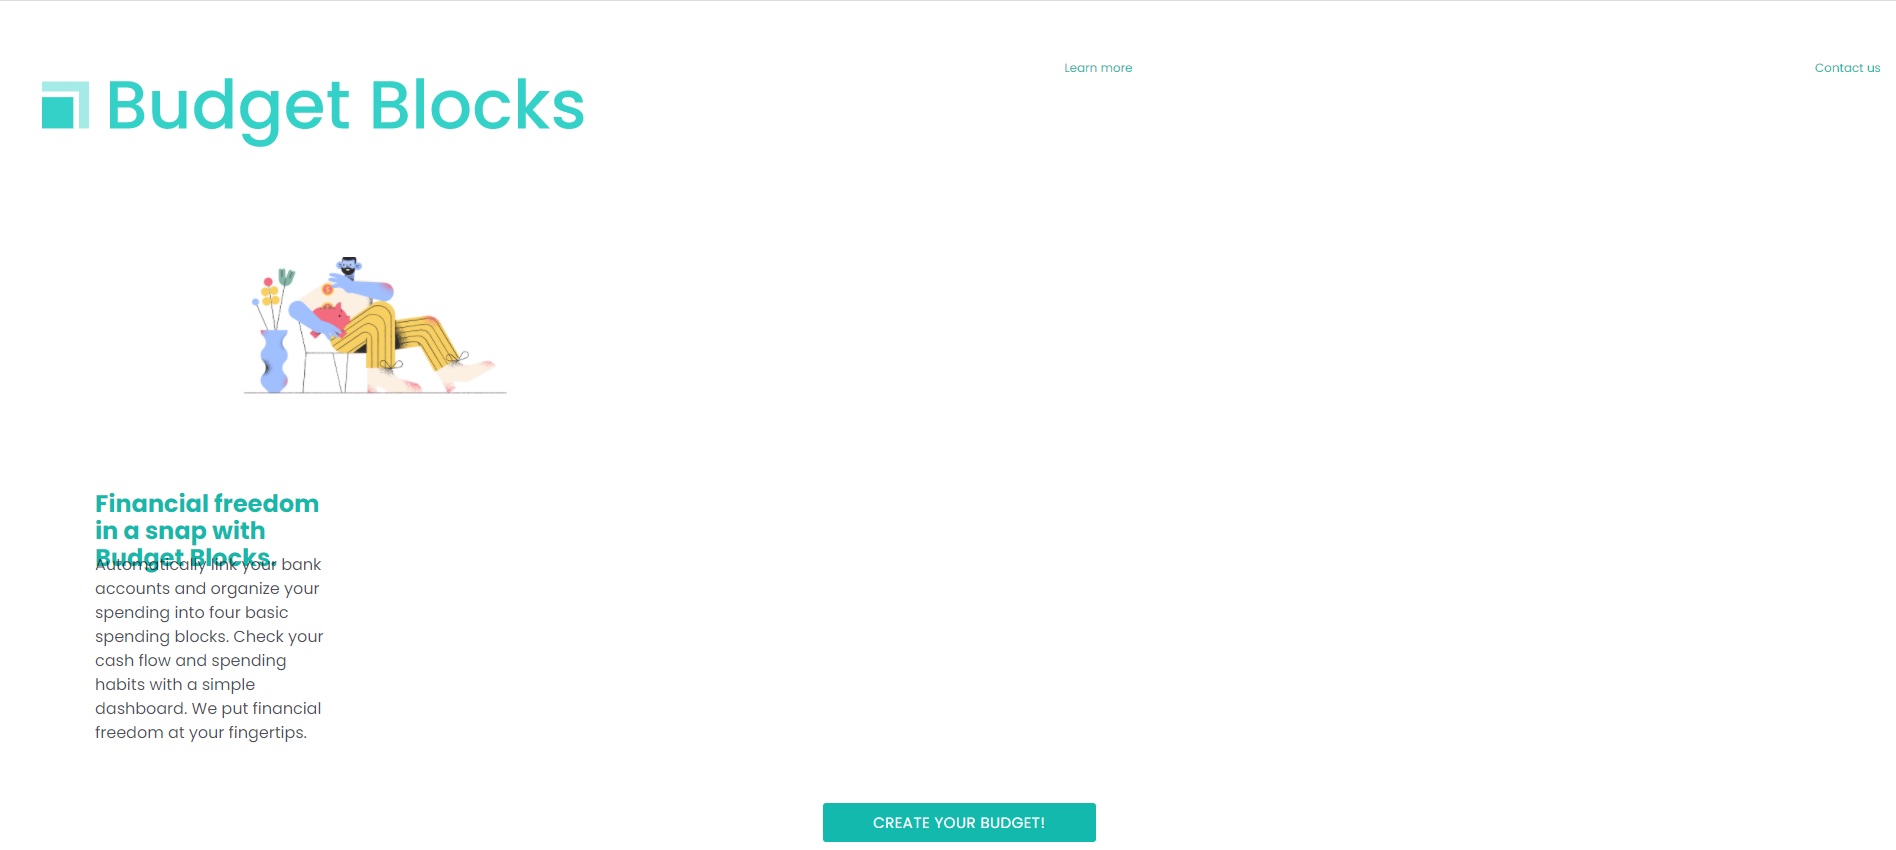 Learn more
Contact us
Budget Blocks
Financial freedom
in a snap with
Budget Blocks.
Automatically link your bank
accounts and organize your
spending into four basic
spending blocks. Check your
cash flow and spending
habits with a simple
dashboard. We put financial
freedom at your fingertips.
CREATE YOUR BUDGET!